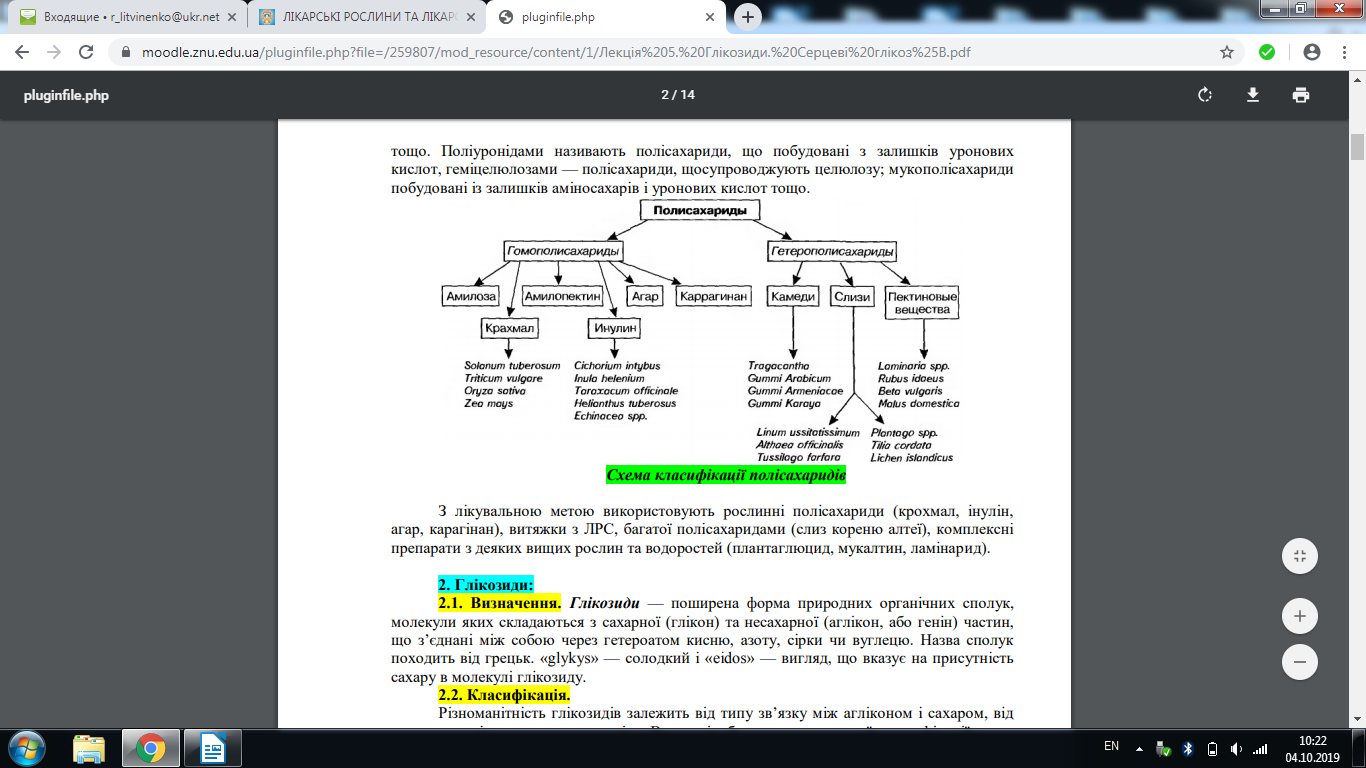 Входящие • r_litvinenko@ukr.net
ЛІКАРСЬКІ РОСЛИНИ ТА ЛІКАРС
pluginfile.php
moodle.znu.edu.ua/pluginfile.php?file=/259807/mod_resource/content/1/Лекція%205.%20Глікозиди.%20Серцеві%20глікоз%25B.pdf
pluginfile.php
2 / 14
тощо. Поліуронідами називають полісахариди, що побудовані з залишків уронових
кислот, геміцелюлозами — полісахариди, щосупроводжують целюлозу; мукополісахариди
побудовані із залишків аміносахарів і уронових кислот тощо.
Полисахариды
Гомополисахариды
Гетерополисахариды
Амилоза
Амилопектин
Агар
Каррагинан
Камеди
Слизи
Пектиновые
вещества
Крахмал
Инулин
Solanum tuberosum
Triticum vulgare
Oryza sativa
Zea mays
Cichorium intybus
Inula helenium
Taraxacum officinale
Helianthus tuberosus
Echinacea spp.
Tragacantha
Gummi Arabicum
Gummi Armeniacae
Gummi Karaya
Laminaria spp.
Rubus idaeus
Beta vulgaris
Malus domestica
Linum ussitatissimum
Althaea officinalis
Tussilago farfara
Plantago spp.
Tilia cordata
Lichen islandicus
Схема класифікації полісахаридів
З лікувальною метою використовують рослинні полісахариди (крохмал, інулін,
агар, карагінан), витяжки з ЛРС, багатої полісахаридами (слиз кореню алтеї), комплексні
препарати з деяких вищих рослин та водоростей (плантаглюцид, мукалтин, ламінарид).
2. Глікозиди:
2.1. Визначення. Глікозиди — поширена форма природних органічних сполук,
молекули яких складаються з сахарної (глікон) та несахарної (аглікон, або генін) частин,
що з’єднані між собою через гетероатом кисню, азоту, сірки чи вуглецю. Назва сполук
походить від грецьк. «glykys» — солодкий і «eidos» — вигляд, що вказує на присутність
сахару в молекулі глікозиду.
2.2. Класифікація.
Різноманітність глікозидів залежить від типу зв’язку між агліконом і сахаром, від
EN
10:22
04.10.2019